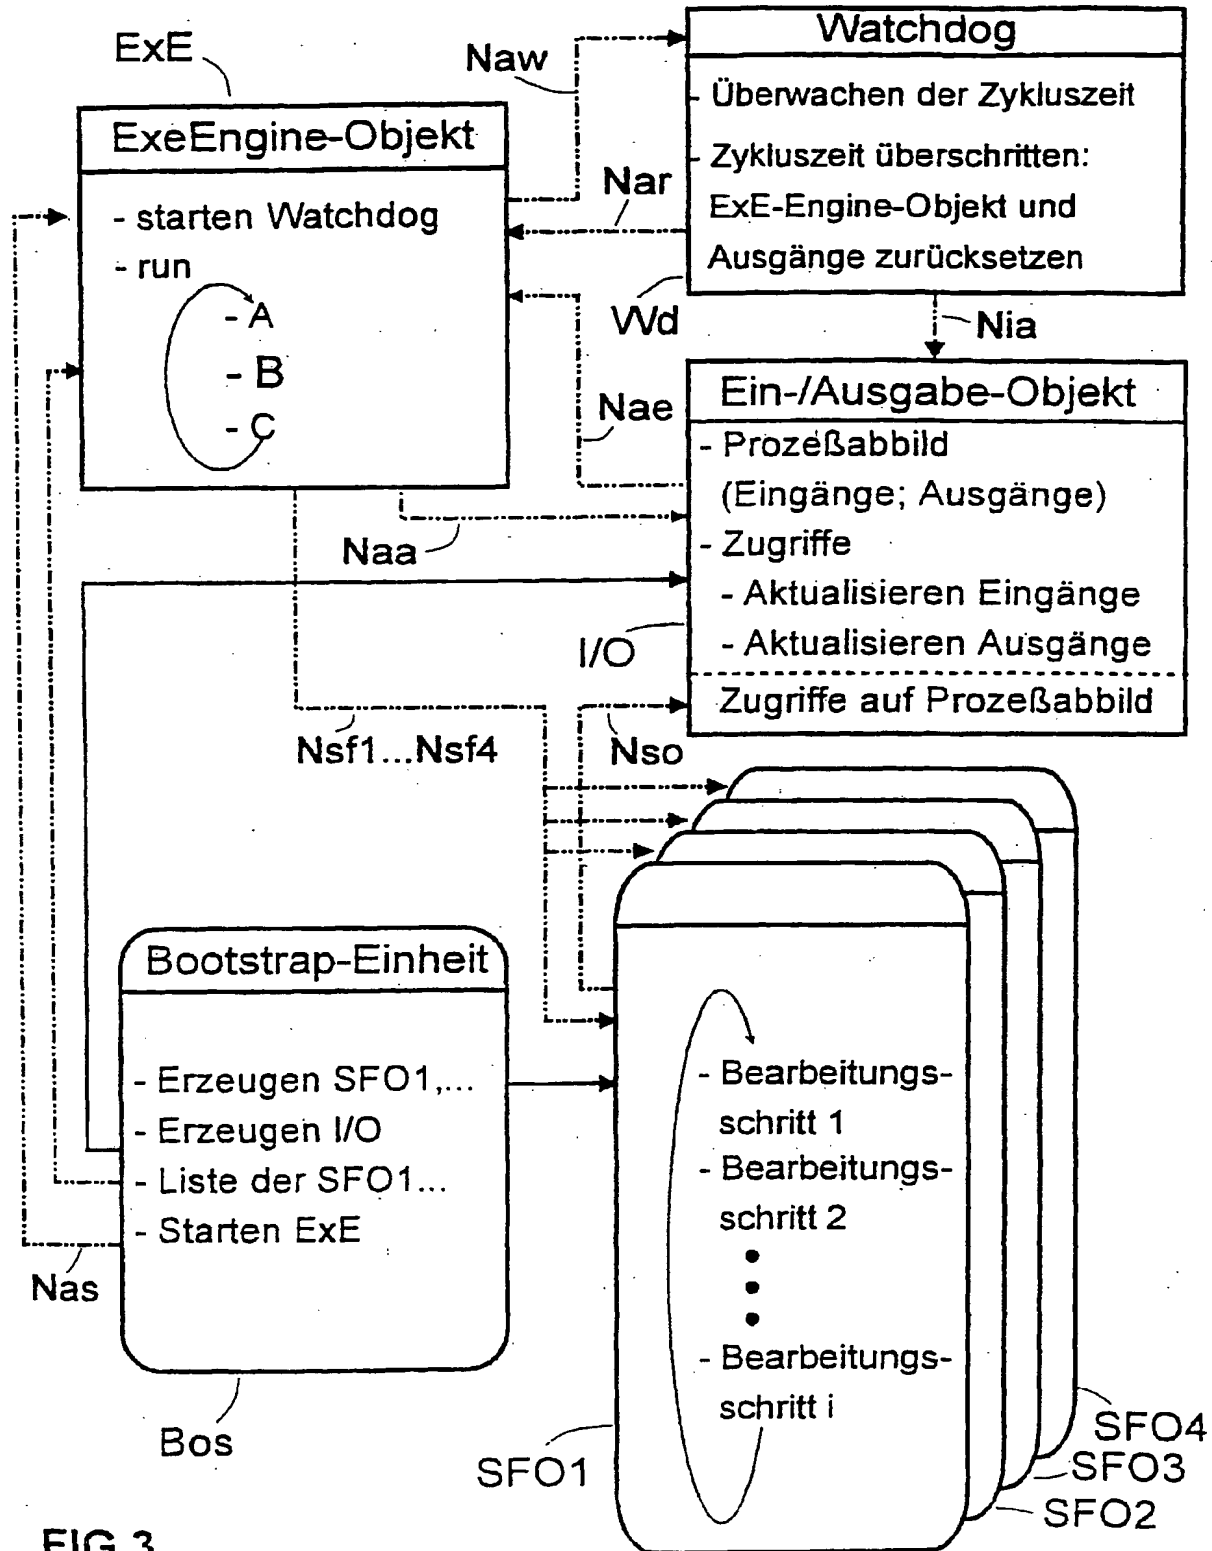 ExE
ExeEngine-Objekt
- starten Watchdog
- run
- A
- B
- C
Naw
Watchdog
- Überwachen der Zykluszeit
- Zykluszeit überschritten:
ExE-Engine-Objekt und
Ausgänge zurücksetzen
Nar
Wd
Nia
Nae
Naa
Ein-/Ausgabe-Objekt
- Prozeßabbild
(Eingänge; Ausgänge)
- Zugriffe
- Aktualisieren Eingänge
- Aktualisieren Ausgänge
Zugriffe auf Prozeßabbild
I/O
Nsf1...Nsf4
Nso
Bootstrap-Einheit
- Erzeugen SFO1,...
- Erzeugen I/O
- Liste der SFO1...
- Starten ExE
Nas
Bos
- Bearbeitungs-
schritt 1
- Bearbeitungs-
schritt 2
- Bearbeitungs-
schritt i
SFO1
SFO4
SFO3
SFO2
FIG 3